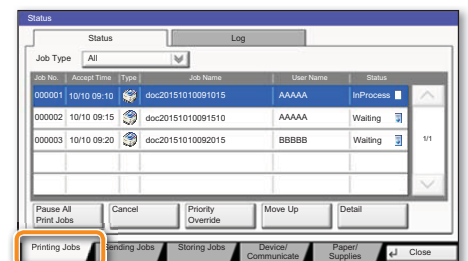 Status
Status Log
Job Type All
Job No. Accept Time Type Job Name User Name Status
000001 10/10 09:10 doc20151010091015 AAAAA InProcess
000002 10/10 09:15 doc20151010091510 AAAAA Waiting
000003 10/10 09:20 doc20151010092015 BBBBB Waiting
1/1
Pause All Print Jobs Cancel Priority Override Move Up Detail
Printing Jobs Sending Jobs Storing Jobs Device/ Communicate Paper/ Supplies Close